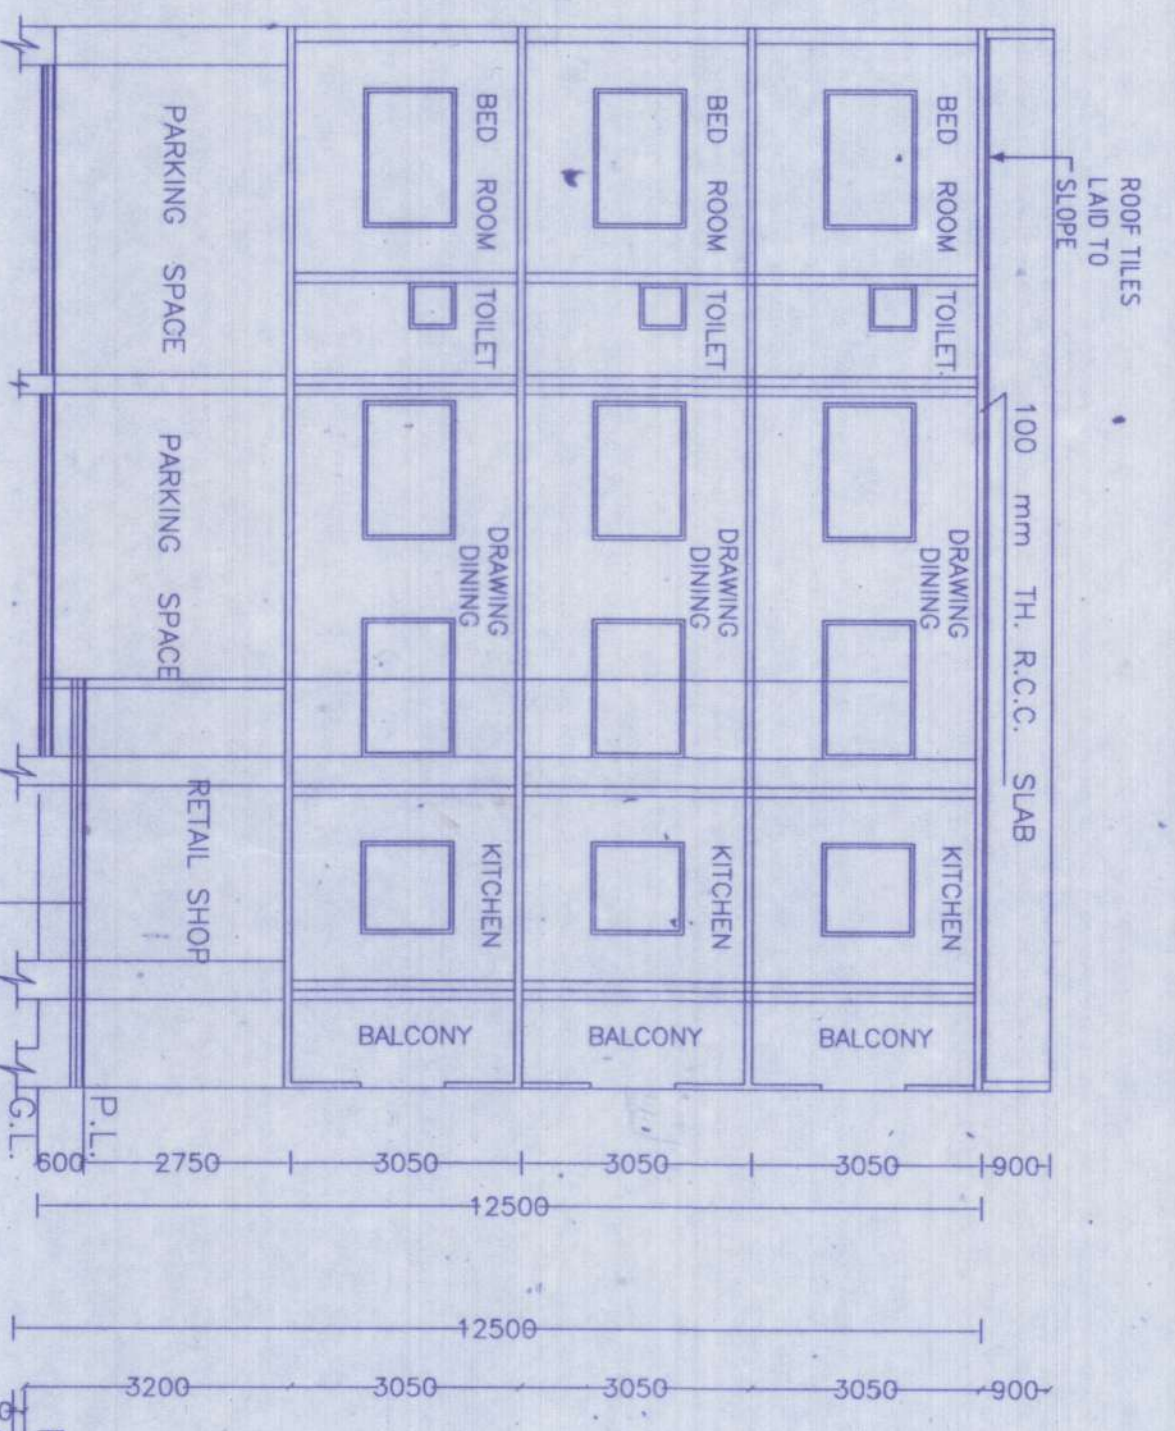 ROOF TILES
LAID TO
SLOPE
100 mm TH. R.C.C. SLAB
BED ROOM
TOILET.
DRAWING
DINING
KITCHEN
BALCONY
BED ROOM
TOILET
DRAWING
DINING
KITCHEN
BALCONY
BED ROOM
TOILET
DRAWING
DINING
KITCHEN
BALCONY
PARKING SPACE
PARKING SPACE
RETAIL SHOP
P.L.
G.L.
600
2750
3050
3050
3050
900
12500
12500
3200
3050
3050
3050
900